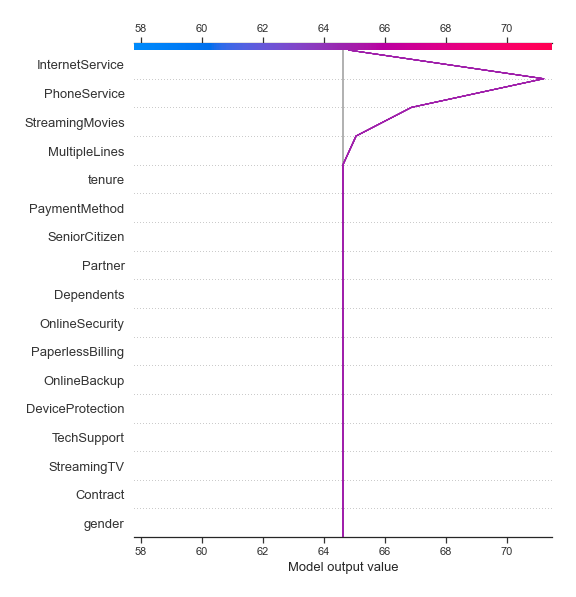 58 60 62 64 66 68 70
InternetService
PhoneService
StreamingMovies
MultipleLines
tenure
PaymentMethod
SeniorCitizen
Partner
Dependents
OnlineSecurity
PaperlessBilling
OnlineBackup
DeviceProtection
TechSupport
StreamingTV
Contract
gender
58 60 62 64 66 68 70
Model output value